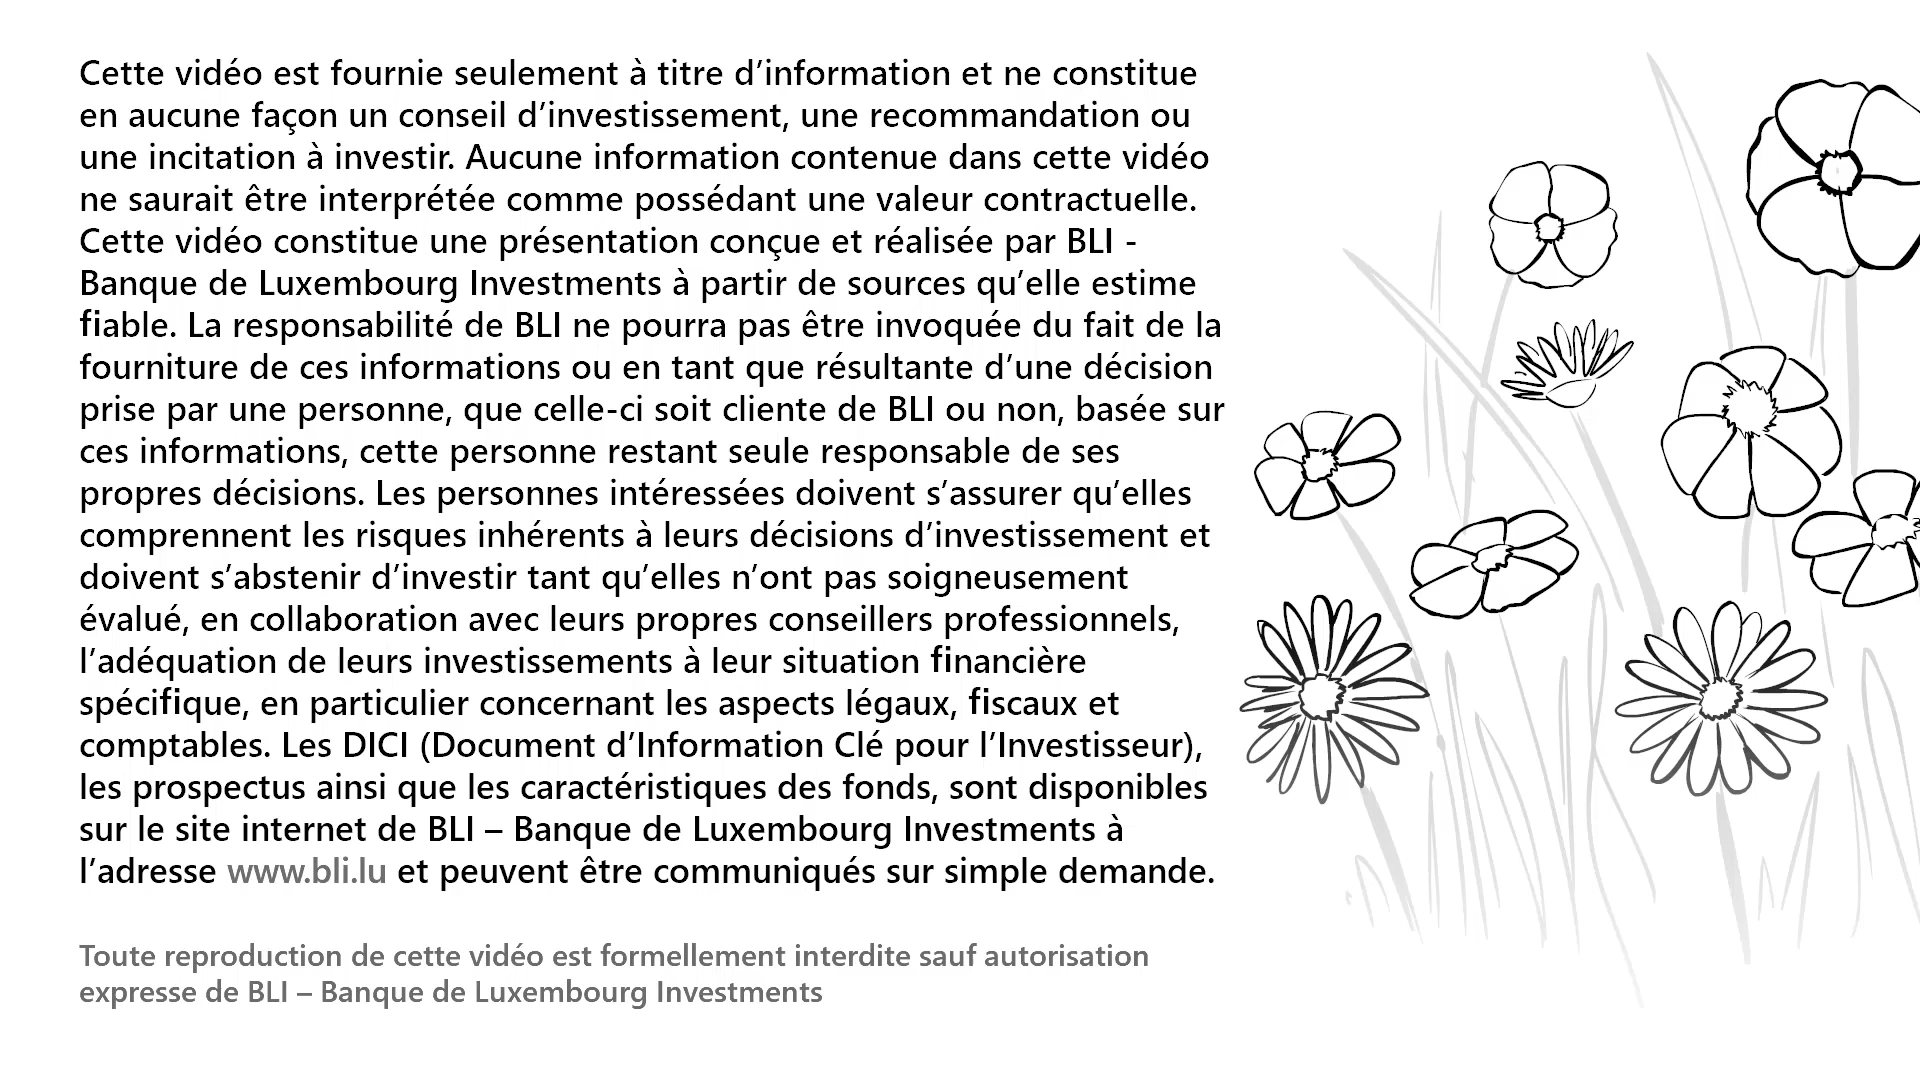 Cette vidéo est fournie seulement à titre d’information et ne constitue
en aucune façon un conseil d’investissement, une recommandation ou
une incitation à investir. Aucune information contenue dans cette vidéo
ne saurait être interprétée comme possédant une valeur contractuelle.
Cette vidéo constitue une présentation conçue et réalisée par BLI -
Banque de Luxembourg Investments à partir de sources qu’elle estime
fiable. La responsabilité de BLI ne pourra pas être invoquée du fait de la
fourniture de ces informations ou en tant que résultante d’une décision
prise par une personne, que celle-ci soit cliente de BLI ou non, basée sur
ces informations, cette personne restant seule responsable de ses
propres décisions. Les personnes intéressées doivent s’assurer qu’elles
comprennent les risques inhérents à leurs décisions d’investissement et
doivent s’abstenir d’investir tant qu’elles n’ont pas soigneusement
évalué, en collaboration avec leurs propres conseillers professionnels,
l’adéquation de leurs investissements à leur situation financière
spécifique, en particulier concernant les aspects légaux, fiscaux et
comptables. Les DICI (Document d’Information Clé pour l’Investisseur),
les prospectus ainsi que les caractéristiques des fonds, sont disponibles
sur le site internet de BLI – Banque de Luxembourg Investments à
l’adresse www.bli.lu et peuvent être communiqués sur simple demande.
Toute reproduction de cette vidéo est formellement interdite sauf autorisation
expresse de BLI – Banque de Luxembourg Investments